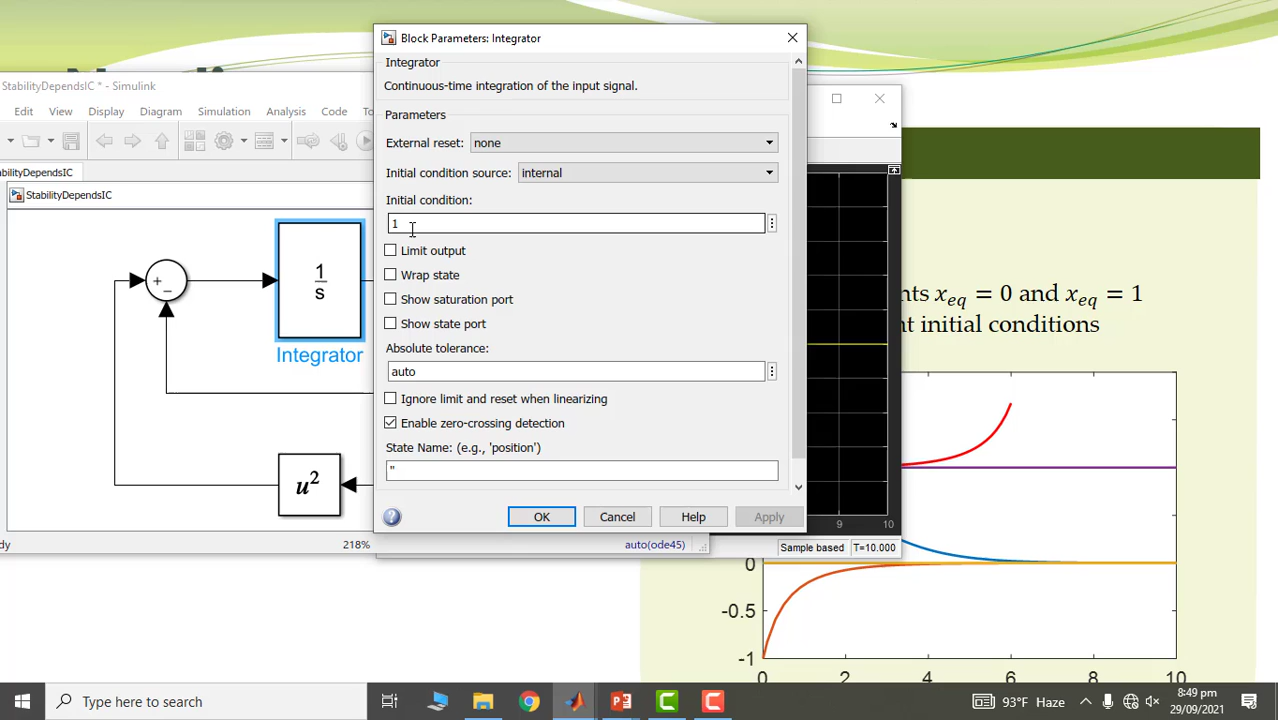 Block Parameters: Integrator
Integrator
Continuous-time integration of the input signal.
Parameters
External reset:
none
Initial condition source:
internal
Initial condition:
1
Limit output
Wrap state
Show saturation port
Show state port
Absolute tolerance:
auto
Ignore limit and reset when linearizing
Enable zero-crossing detection
State Name: (e.g., 'position')
''
OK
Cancel
Help
Apply
StabilityDependsIC * - Simulink
Edit View Display Diagram Simulation Analysis Code
bilityDependsIC
StabilityDependsIC
+
−
1
s
Integrator
u²
dy
218%
auto(ode45)
9
10
Sample based
T=10.000
nts x_eq = 0 and x_eq = 1
nt initial conditions
0
-0.5
-1
0
2
4
6
8
10
Type here to search
93°F Haze
8:49 pm
29/09/2021